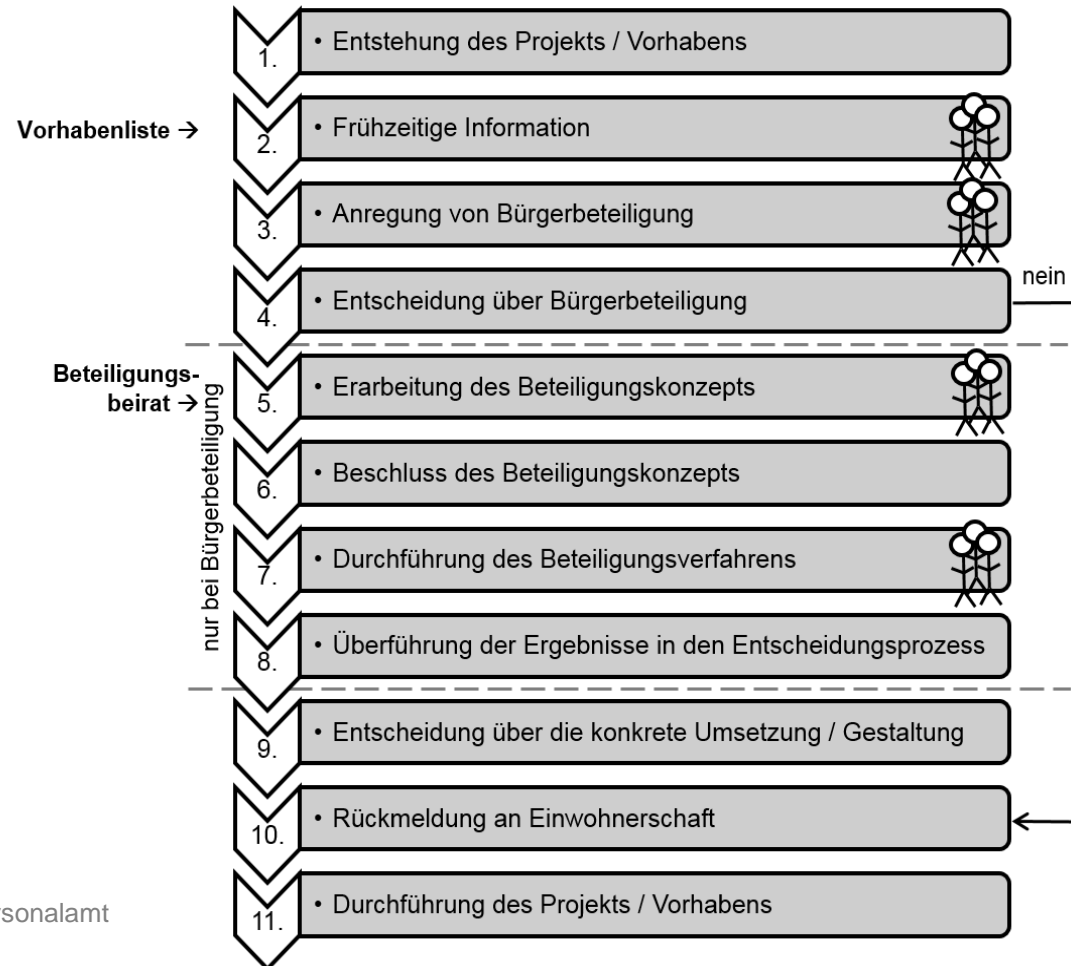 1. • Entstehung des Projekts / Vorhabens
Vorhabenliste →
2. • Frühzeitige Information
3. • Anregung von Bürgerbeteiligung
nein
4. • Entscheidung über Bürgerbeteiligung
Beteiligungs-
beirat →
nur bei Bürgerbeteiligung
5. • Erarbeitung des Beteiligungskonzepts
6. • Beschluss des Beteiligungskonzepts
7. • Durchführung des Beteiligungsverfahrens
8. • Überführung der Ergebnisse in den Entscheidungsprozess
9. • Entscheidung über die konkrete Umsetzung / Gestaltung
10. • Rückmeldung an Einwohnerschaft
11. • Durchführung des Projekts / Vorhabens
rsonalamt